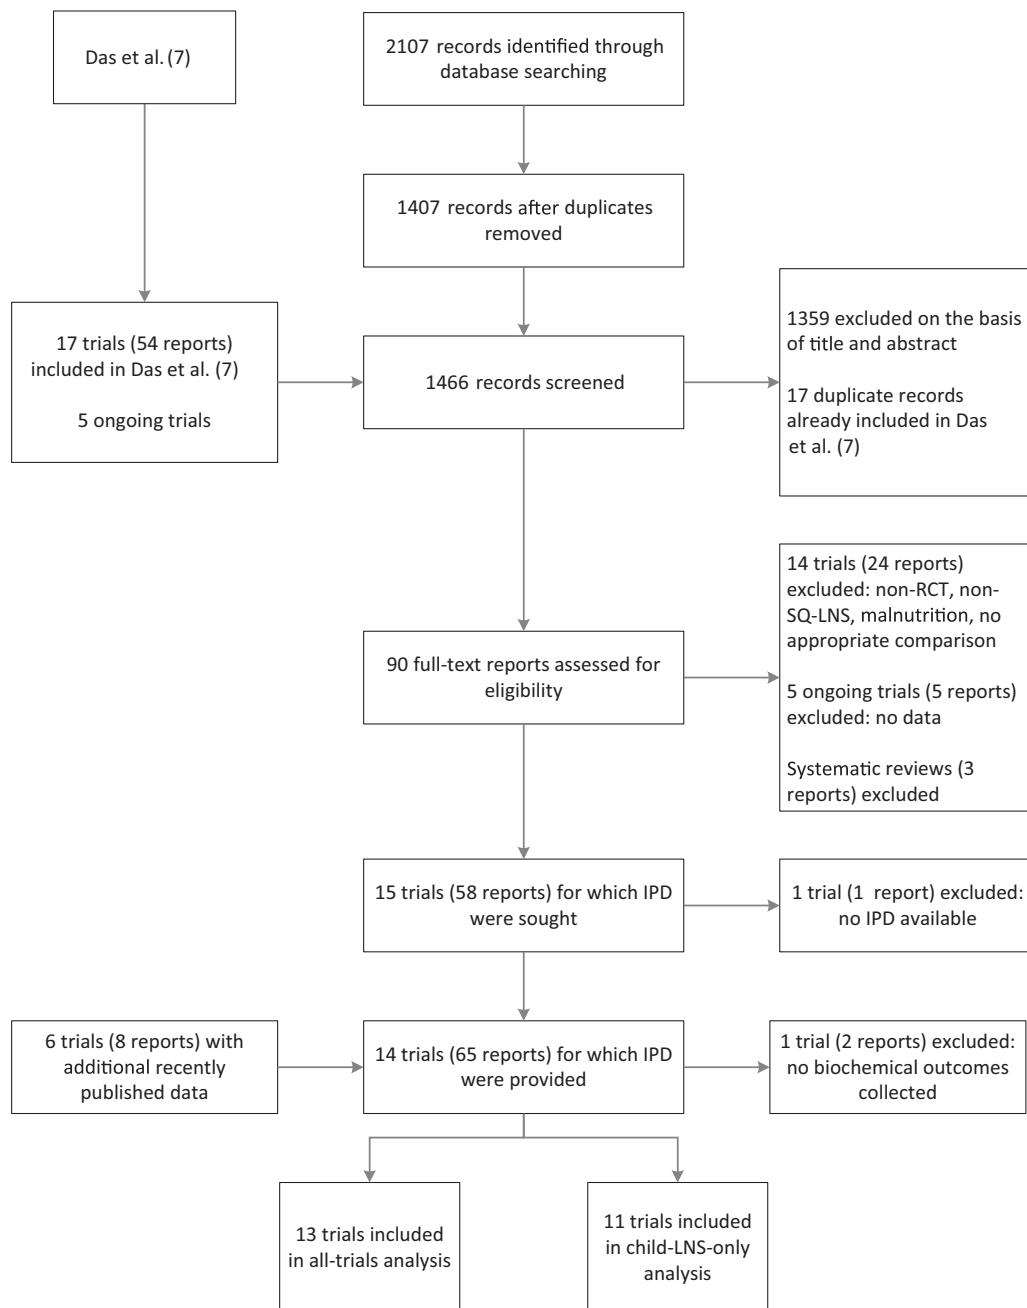 Das et al. (7)
2107 records identified through
database searching
1407 records after duplicates
removed
17 trials (54 reports)
included in Das et al. (7)
5 ongoing trials
1466 records screened
1359 excluded on the basis
of title and abstract
17 duplicate records
already included in Das
et al. (7)
90 full-text reports assessed for
eligibility
14 trials (24 reports)
excluded: non-RCT, non-
SQ-LNS, malnutrition, no
appropriate comparison
5 ongoing trials (5 reports)
excluded: no data
Systematic reviews (3
reports) excluded
15 trials (58 reports) for which IPD
were sought
1 trial (1 report) excluded:
no IPD available
6 trials (8 reports) with
additional recently
published data
14 trials (65 reports) for which IPD
were provided
1 trial (2 reports) excluded:
no biochemical outcomes
collected
13 trials included
in all-trials analysis
11 trials included
in child-LNS-only
analysis